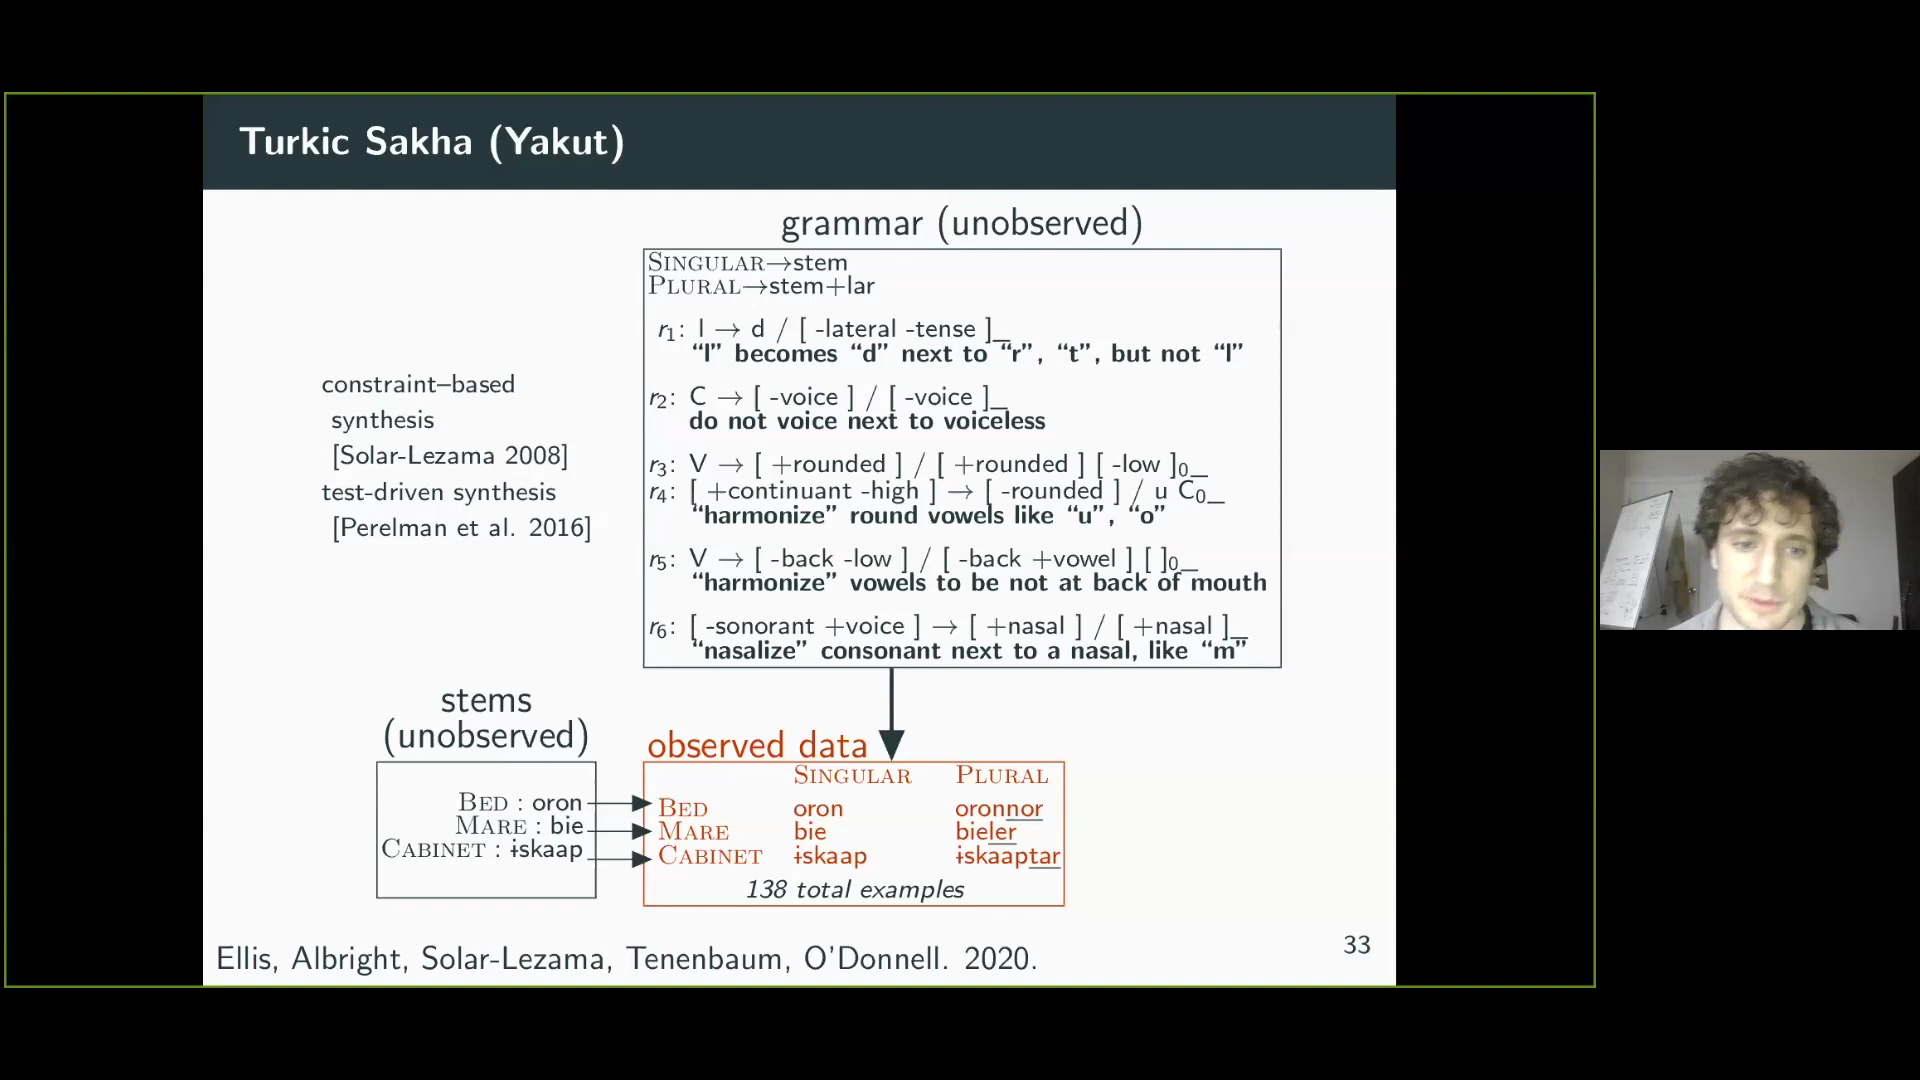 Turkic Sakha (Yakut)
grammar (unobserved)
SINGULAR→stem
PLURAL→stem+lar
r₁: l → d / [ -lateral -tense ]_
“l” becomes “d” next to “r”, “t”, but not “l”
r₂: C → [ -voice ] / [ -voice ]_
do not voice next to voiceless
r₃: V → [ +rounded ] / [ +rounded ] [ -low ]₀_
r₄: [ +continuant -high ] → [ -rounded ] / u C₀_
“harmonize” round vowels like “u”, “o”
r₅: V → [ -back -low ] / [ -back +vowel ] [ ]₀_
“harmonize” vowels to be not at back of mouth
r₆: [ -sonorant +voice ] → [ +nasal ] / [ +nasal ]_
“nasalize” consonant next to a nasal, like “m”
constraint–based
synthesis
[Solar-Lezama 2008]
test-driven synthesis
[Perelman et al. 2016]
stems
(unobserved)
BED : oron
MARE : bie
CABINET : ɨskaap
observed data
SINGULAR PLURAL
BED oron oronnor
MARE bie bieler
CABINET ɨskaap ɨskaaptar
138 total examples
Ellis, Albright, Solar-Lezama, Tenenbaum, O'Donnell. 2020.
33